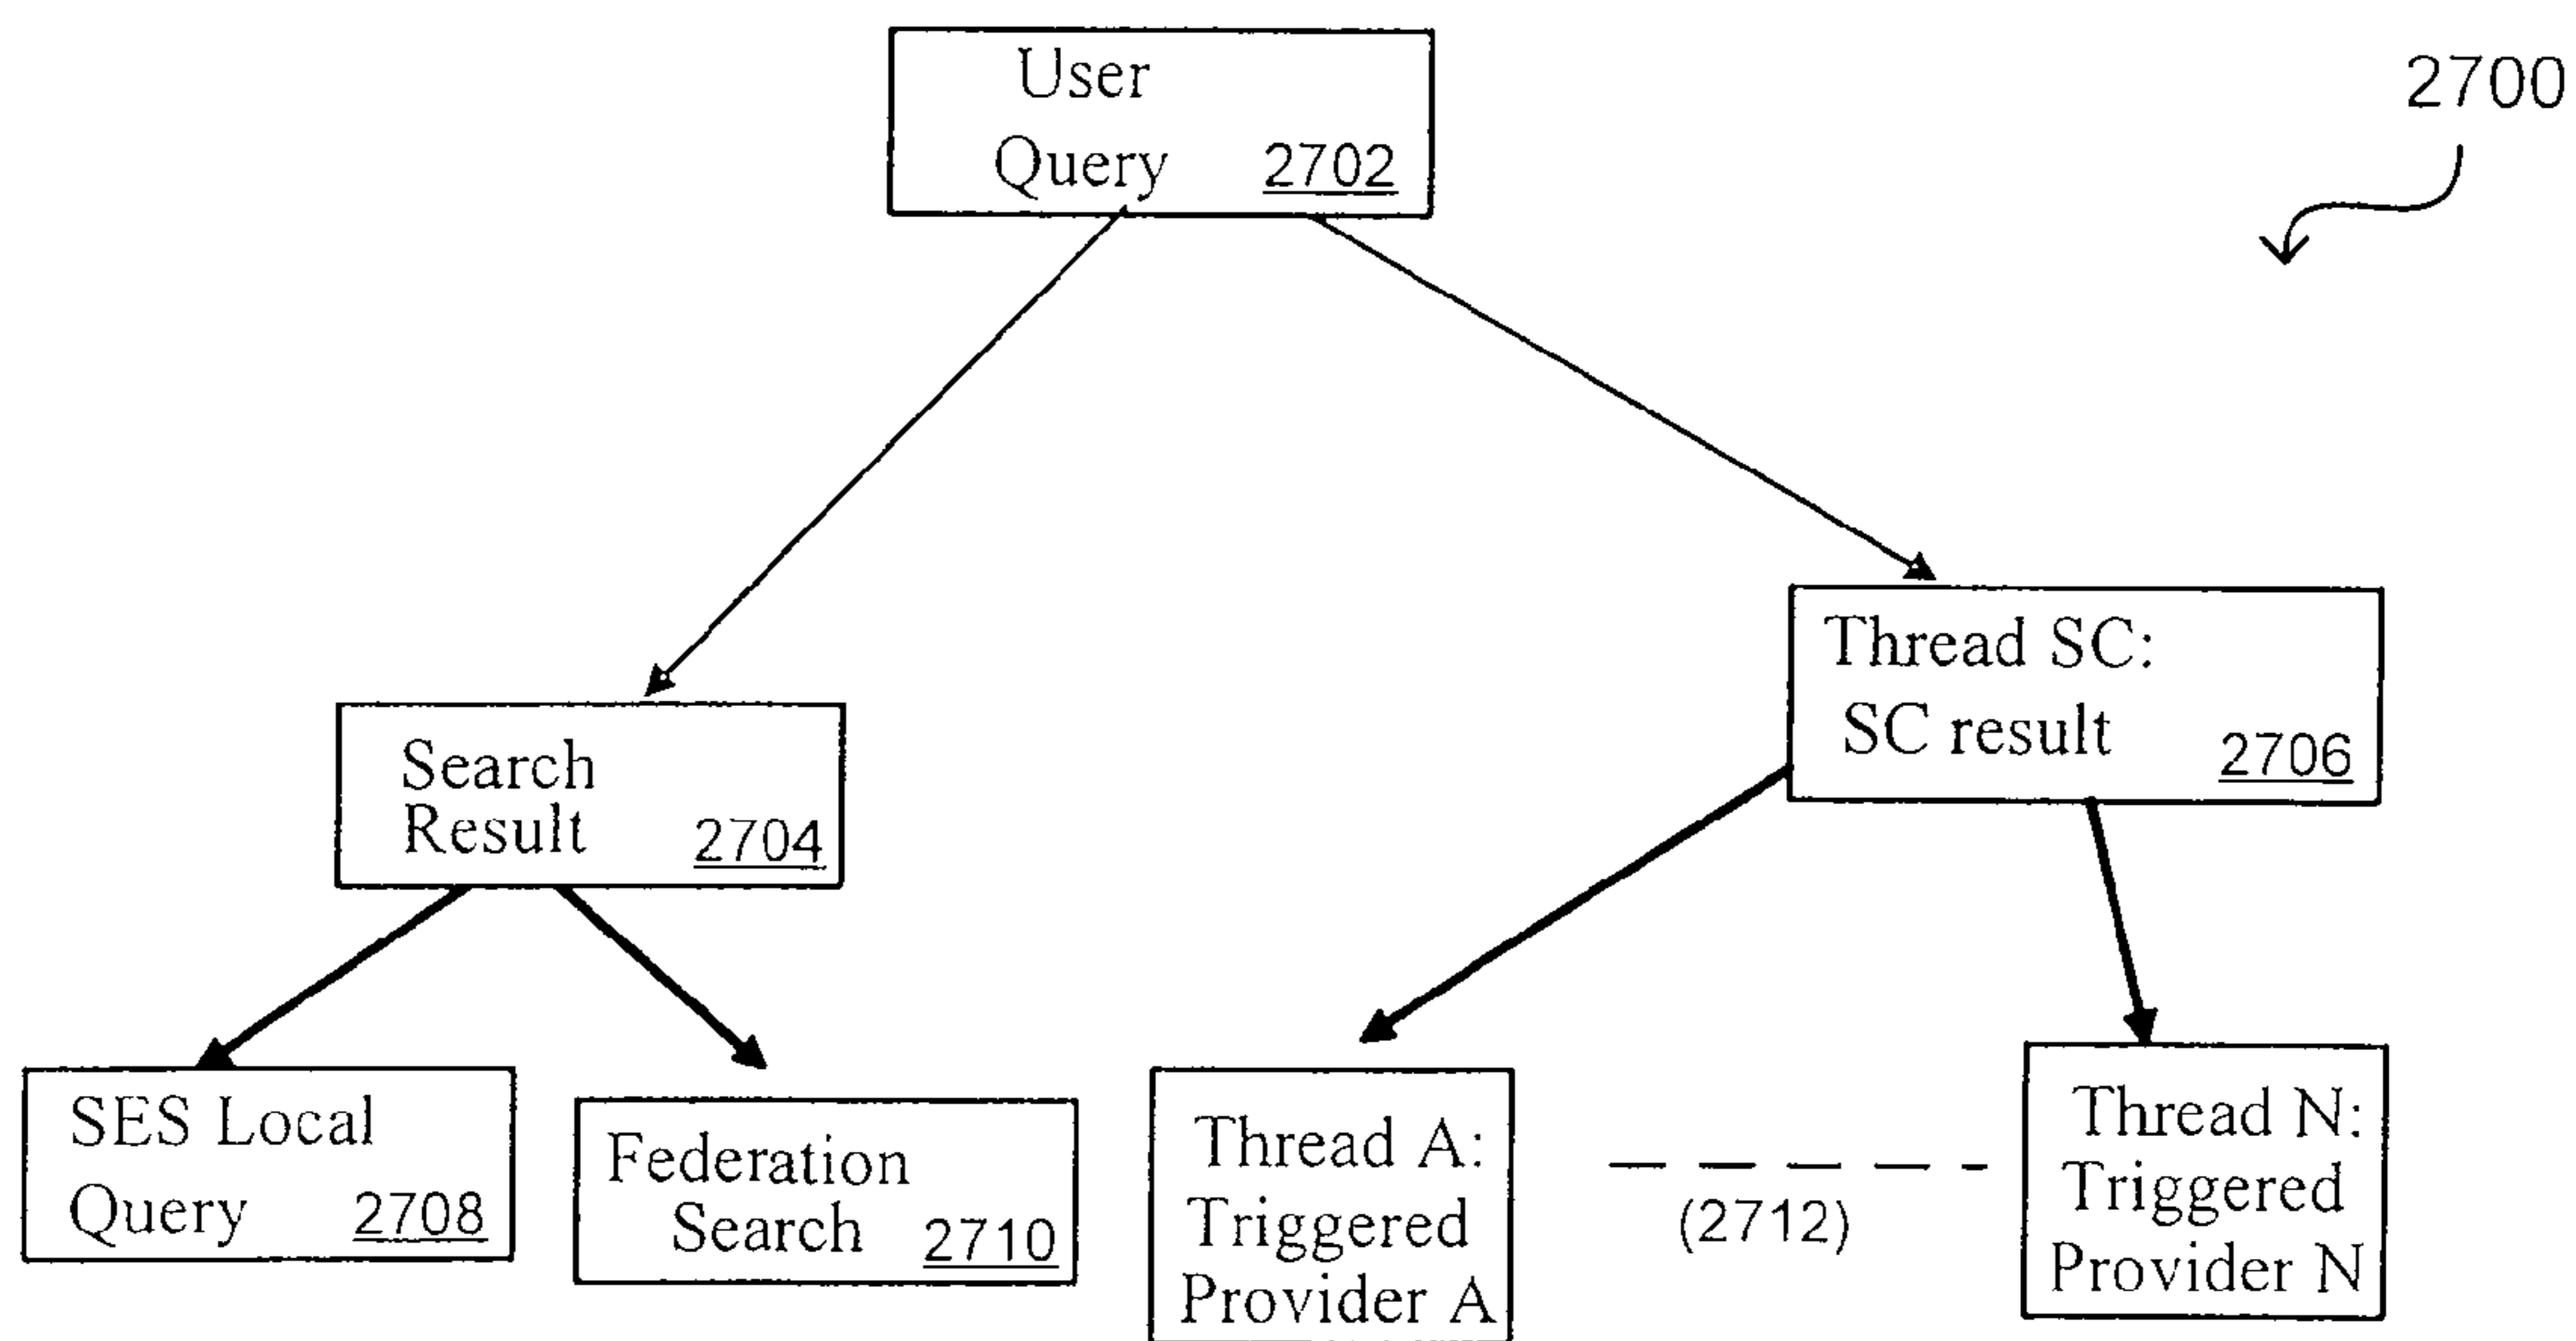 User
Query 2702
2700
Thread SC:
SC result 2706
Search
Result 2704
SES Local
Query 2708
Federation
Search 2710
Thread A:
Triggered
Provider A
(2712)
Thread N:
Triggered
Provider N